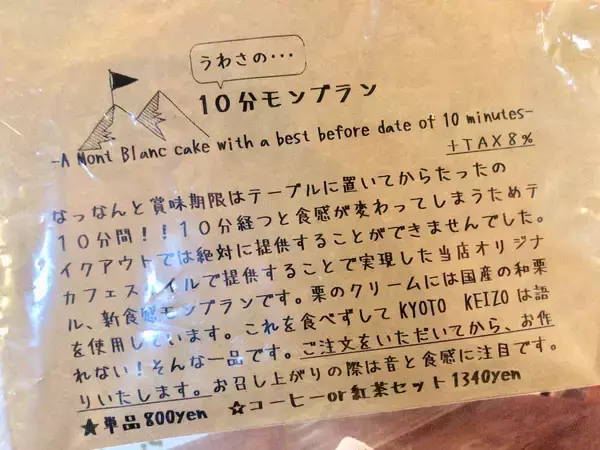 うわさの・・・
10分モンブラン
-A Mont Blanc cake with a best before date of 10 minutes-
+TAX8%
なっなんと賞味期限はテーブルに置いてからたったの
10分間!!10分経つと食感が変わってしまうためテ
イクアウトでは絶対に提供することができませんでした。
カフェスタイルで提供することで実現した当店オリジナ
ル、新食感モンブランです。栗のクリームには国産の和栗
を使用しています。これを食べずしてKYOTO KEIZOは語
れない!そんな一品です。ご注文をいただいてから、お作
りいたします。お召し上がりの際は音と食感に注目です。
★単品800yen ☆コーヒーor紅茶セット1340yen